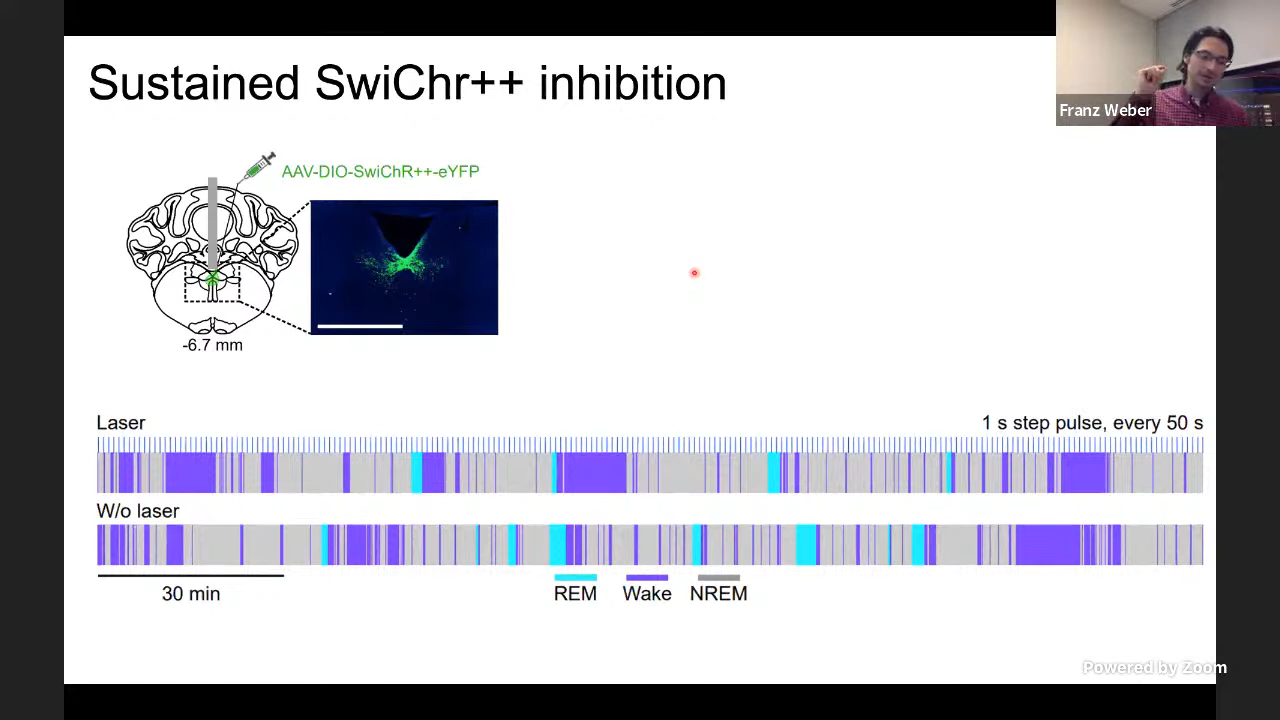 Sustained SwiChr++ inhibition
Franz Weber
AAV-DIO-SwiChR++-eYFP
-6.7 mm
Laser
1 s step pulse, every 50 s
W/o laser
30 min
REM
Wake
NREM
Powered by Zoom